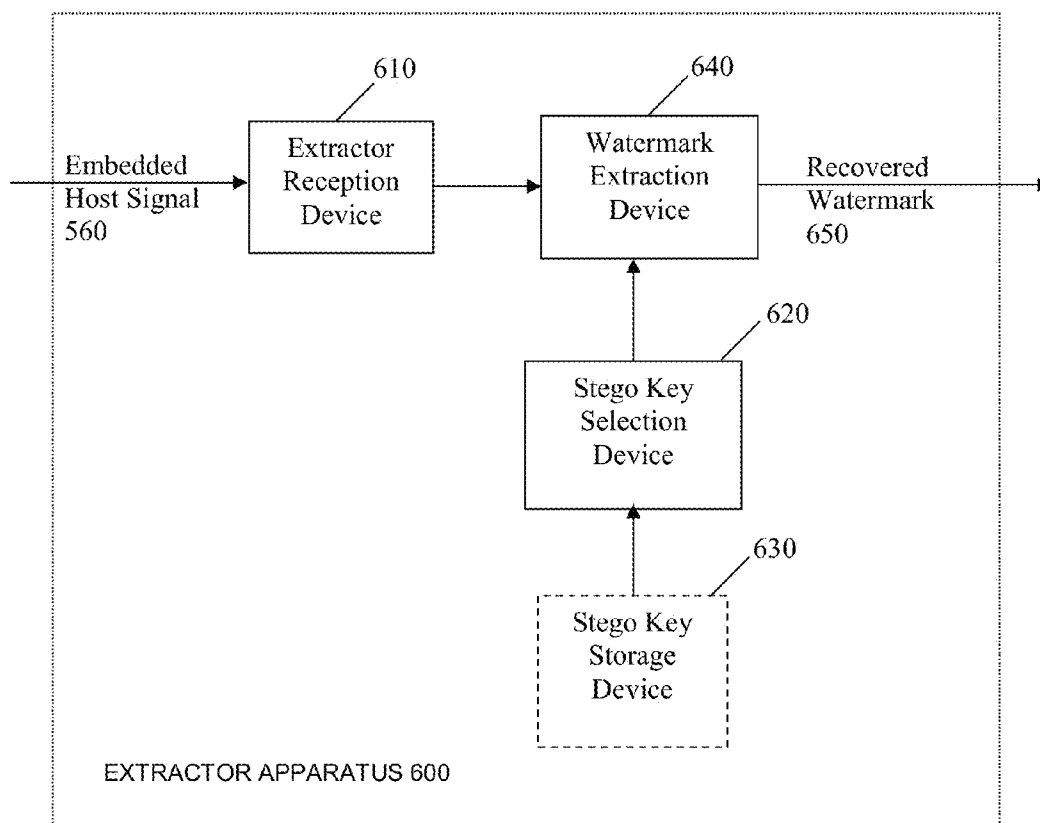 610
640
Embedded
Host Signal
560
Extractor
Reception
Device
Watermark
Extraction
Device
Recovered
Watermark
650
620
Stego Key
Selection
Device
630
Stego Key
Storage
Device
EXTRACTOR APPARATUS 600